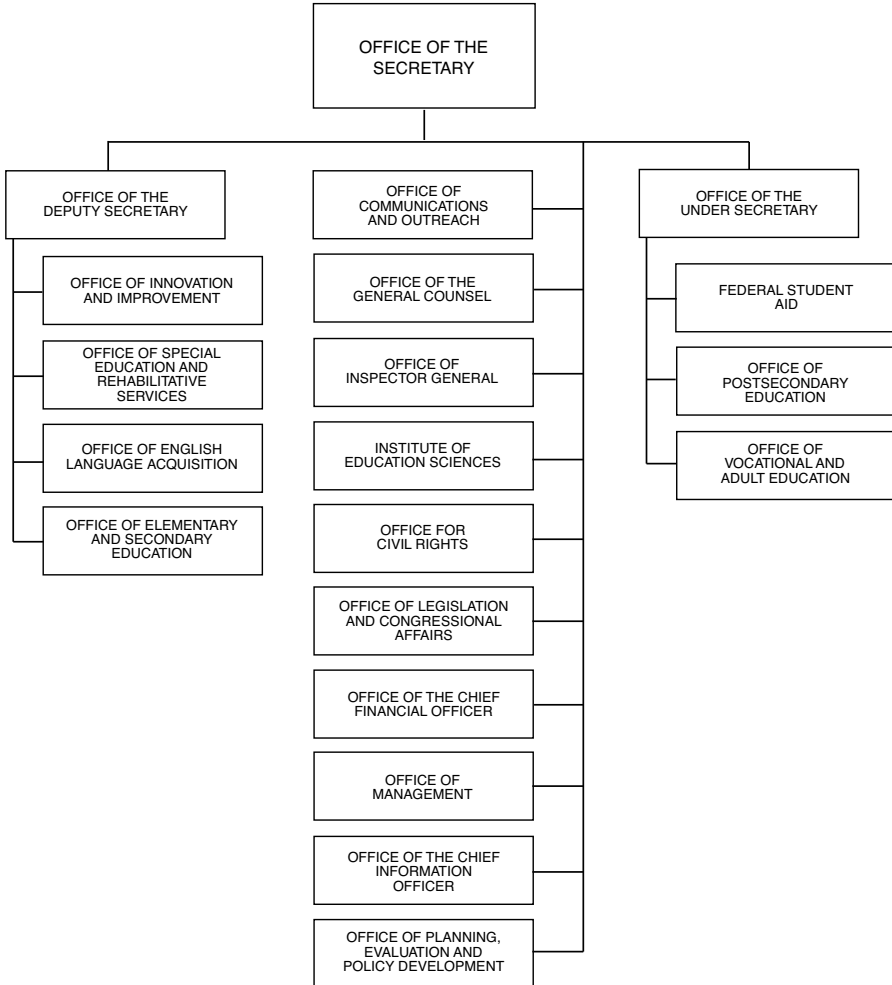 OFFICE OF THE
SECRETARY
OFFICE OF THE
DEPUTY SECRETARY
OFFICE OF INNOVATION
AND IMPROVEMENT
OFFICE OF SPECIAL
EDUCATION AND
REHABILITATIVE
SERVICES
OFFICE OF ENGLISH
LANGUAGE ACQUISITION
OFFICE OF ELEMENTARY
AND SECONDARY
EDUCATION
OFFICE OF
COMMUNICATIONS
AND OUTREACH
OFFICE OF THE
GENERAL COUNSEL
OFFICE OF
INSPECTOR GENERAL
INSTITUTE OF
EDUCATION SCIENCES
OFFICE FOR
CIVIL RIGHTS
OFFICE OF LEGISLATION
AND CONGRESSIONAL
AFFAIRS
OFFICE OF THE CHIEF
FINANCIAL OFFICER
OFFICE OF
MANAGEMENT
OFFICE OF THE CHIEF
INFORMATION
OFFICER
OFFICE OF PLANNING,
EVALUATION AND
POLICY DEVELOPMENT
OFFICE OF THE
UNDER SECRETARY
FEDERAL STUDENT
AID
OFFICE OF
POSTSECONDARY
EDUCATION
OFFICE OF
VOCATIONAL AND
ADULT EDUCATION